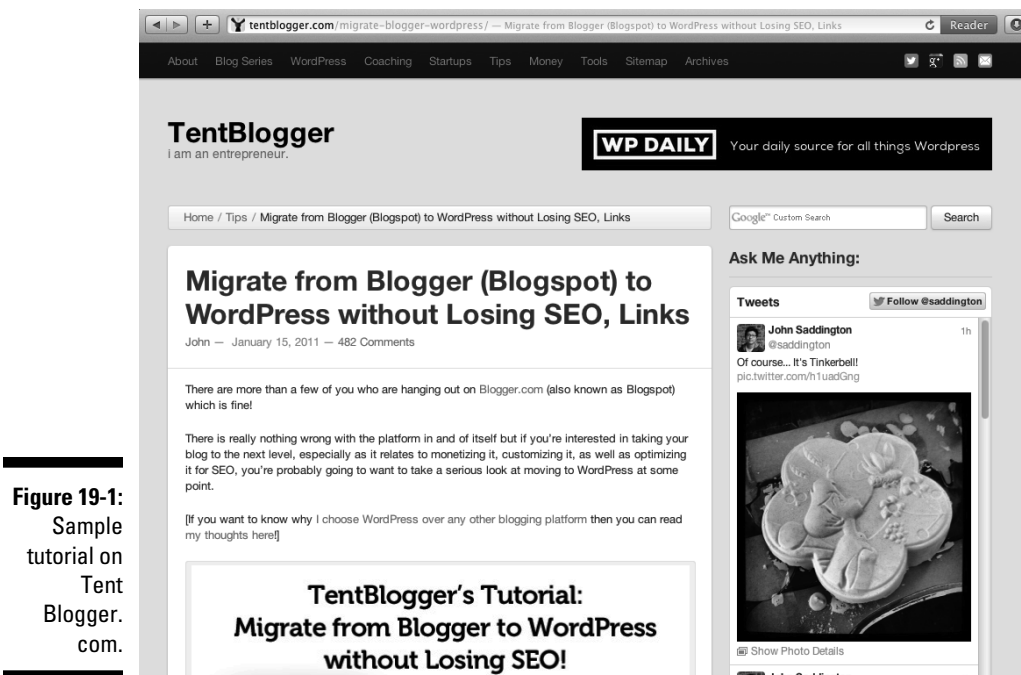 tentblogger.com/migrate-blogger-wordpress/ — Migrate from Blogger (Blogspot) to WordPress without Losing SEO, Links
Reader
About Blog Series WordPress Coaching Startups Tips Money Tools Sitemap Archives
TentBlogger
i am an entrepreneur.
WP DAILY Your daily source for all things Wordpress
Home / Tips / Migrate from Blogger (Blogspot) to WordPress without Losing SEO, Links
Google™ Custom Search
Search
Migrate from Blogger (Blogspot) to
WordPress without Losing SEO, Links
John — January 15, 2011 — 482 Comments
There are more than a few of you who are hanging out on Blogger.com (also known as Blogspot)
which is fine!
There is really nothing wrong with the platform in and of itself but if you're interested in taking your
blog to the next level, especially as it relates to monetizing it, customizing it, as well as optimizing
it for SEO, you're probably going to want to take a serious look at moving to WordPress at some
point.
[If you want to know why I choose WordPress over any other blogging platform then you can read
my thoughts here!]
TentBlogger's Tutorial:
Migrate from Blogger to WordPress
without Losing SEO!
Ask Me Anything:
Tweets
Follow @saddington
John Saddington 1h
@saddington
Of course... It's Tinkerbell!
pic.twitter.com/h1uadGng
Show Photo Details
John Saddington
Figure 19-1:
Sample
tutorial on
Tent
Blogger.
com.